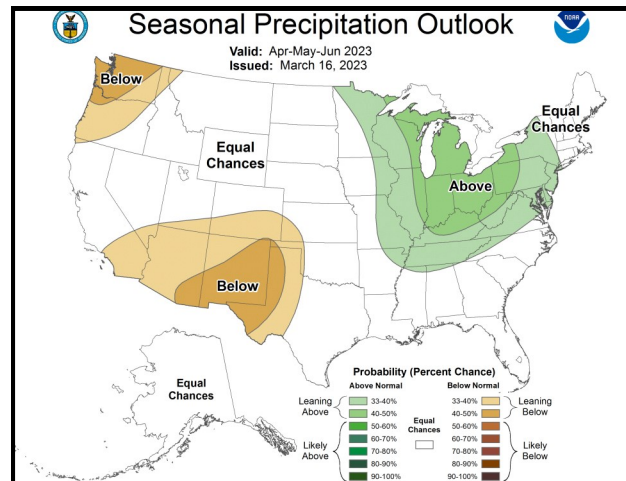 Seasonal Precipitation Outlook
NOAA
Valid: Apr-May-Jun 2023
Issued: March 16, 2023
Below
Equal
Chances
Equal
Chances
Above
Below
Equal
Chances
Probability (Percent Chance)
Above Normal
Below Normal
Leaning
Above
33-40%
40-50%
Likely
Above
50-60%
60-70%
70-80%
80-90%
90-100%
Equal
Chances
33-40%
40-50%
Leaning
Below
50-60%
60-70%
70-80%
80-90%
90-100%
Likely
Below